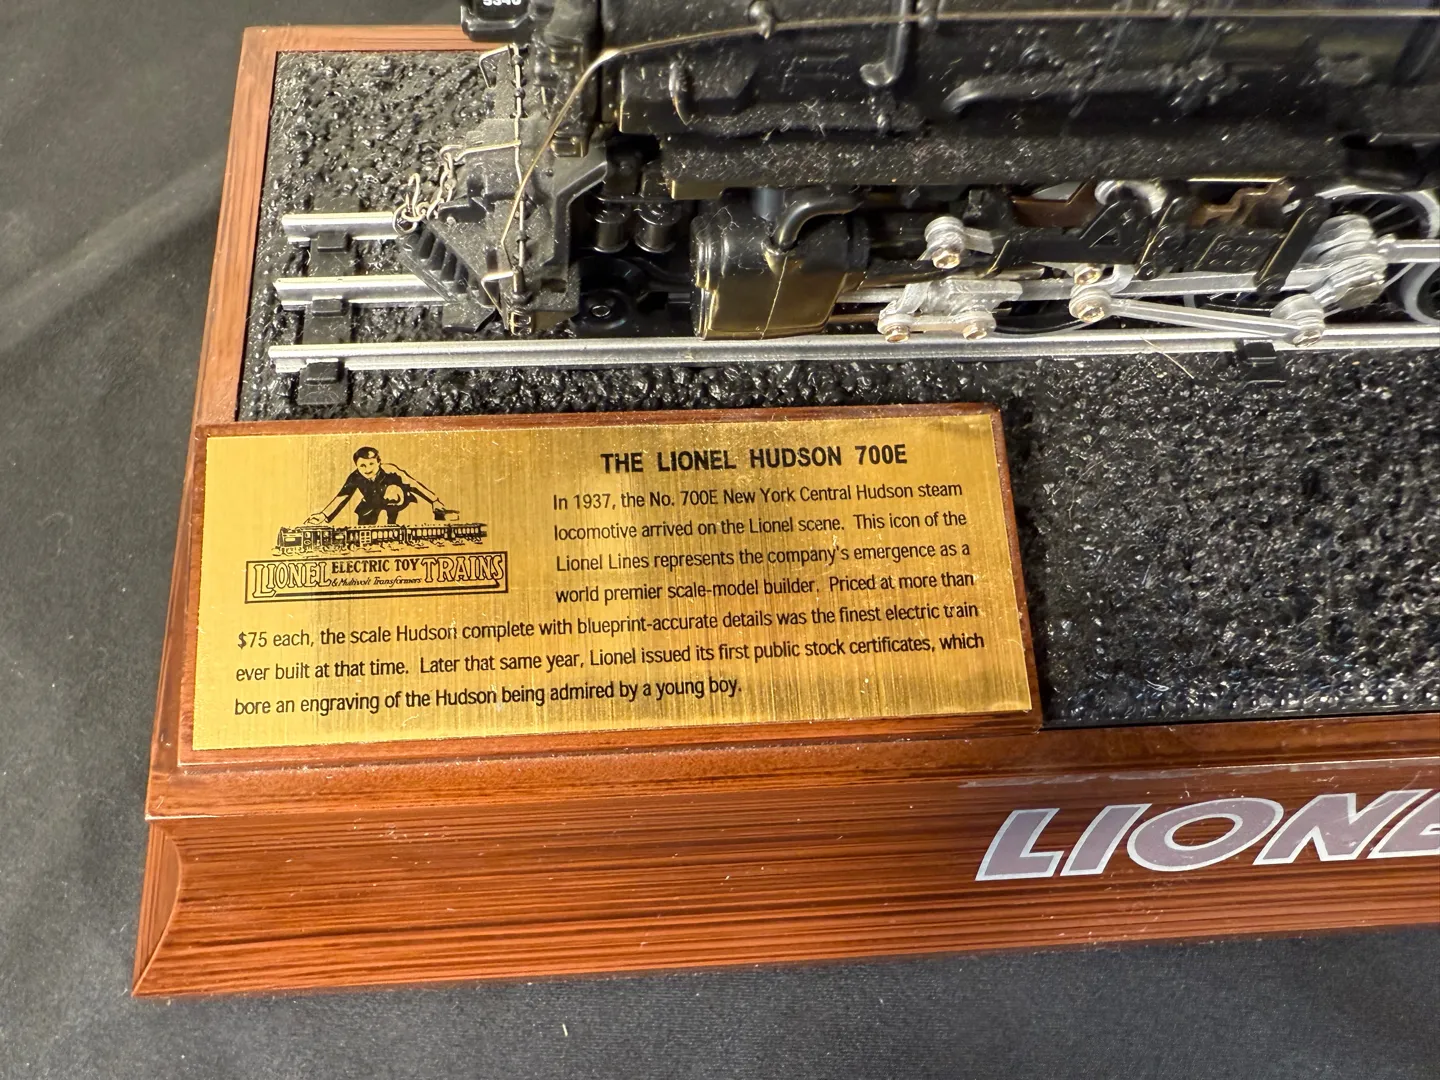 5340
THE LIONEL HUDSON 700E
In 1937, the No. 700E New York Central Hudson steam
locomotive arrived on the Lionel scene. This icon of the
Lionel Lines represents the company's emergence as a
world premier scale-model builder. Priced at more than
$75 each, the scale Hudson complete with blueprint-accurate details was the finest electric train
ever built at that time. Later that same year, Lionel issued its first public stock certificates, which
bore an engraving of the Hudson being admired by a young boy.
LIONEL ELECTRIC TOY TRAINS
& Multivolt Transformers
LIONE